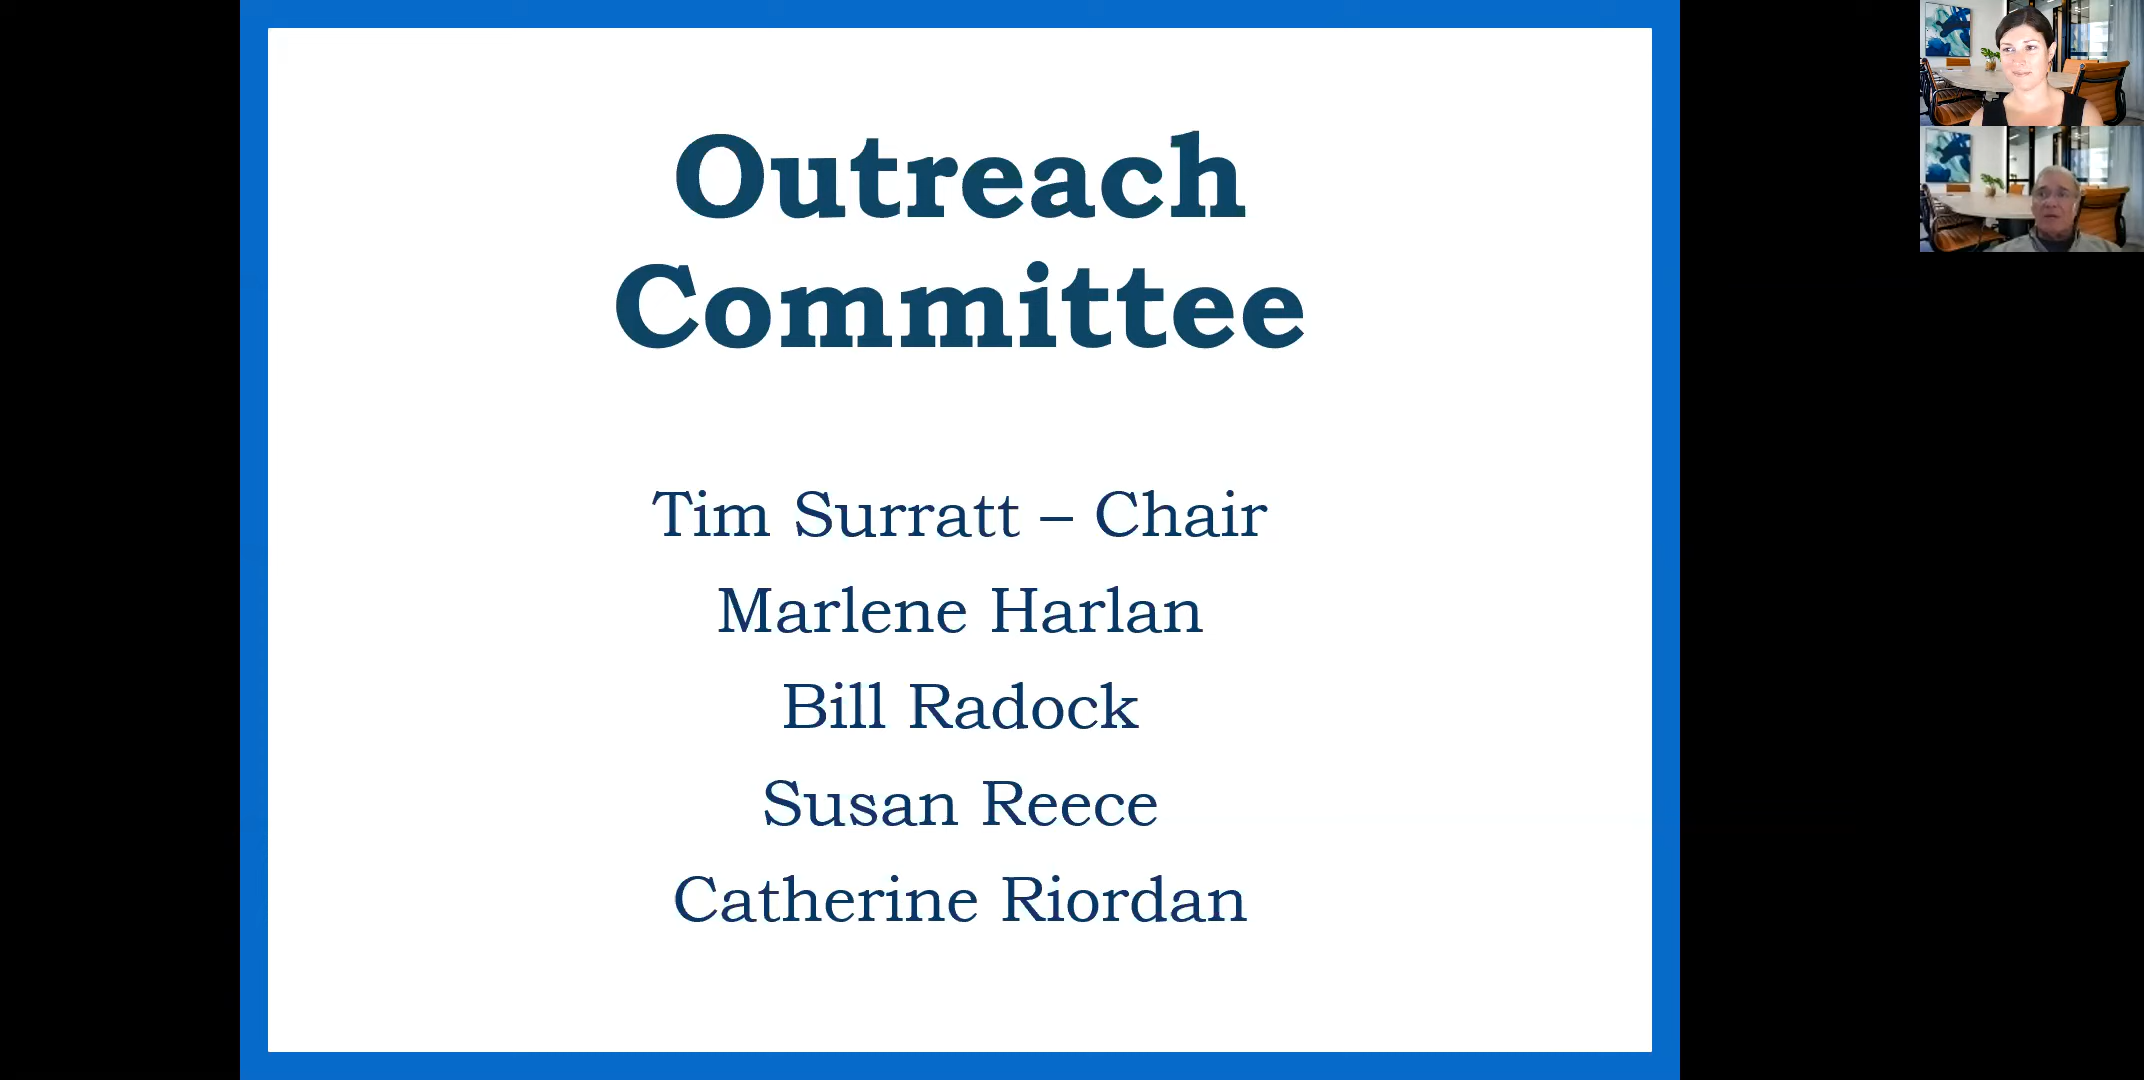 Outreach
Committee
Tim Surratt – Chair
Marlene Harlan
Bill Radock
Susan Reece
Catherine Riordan